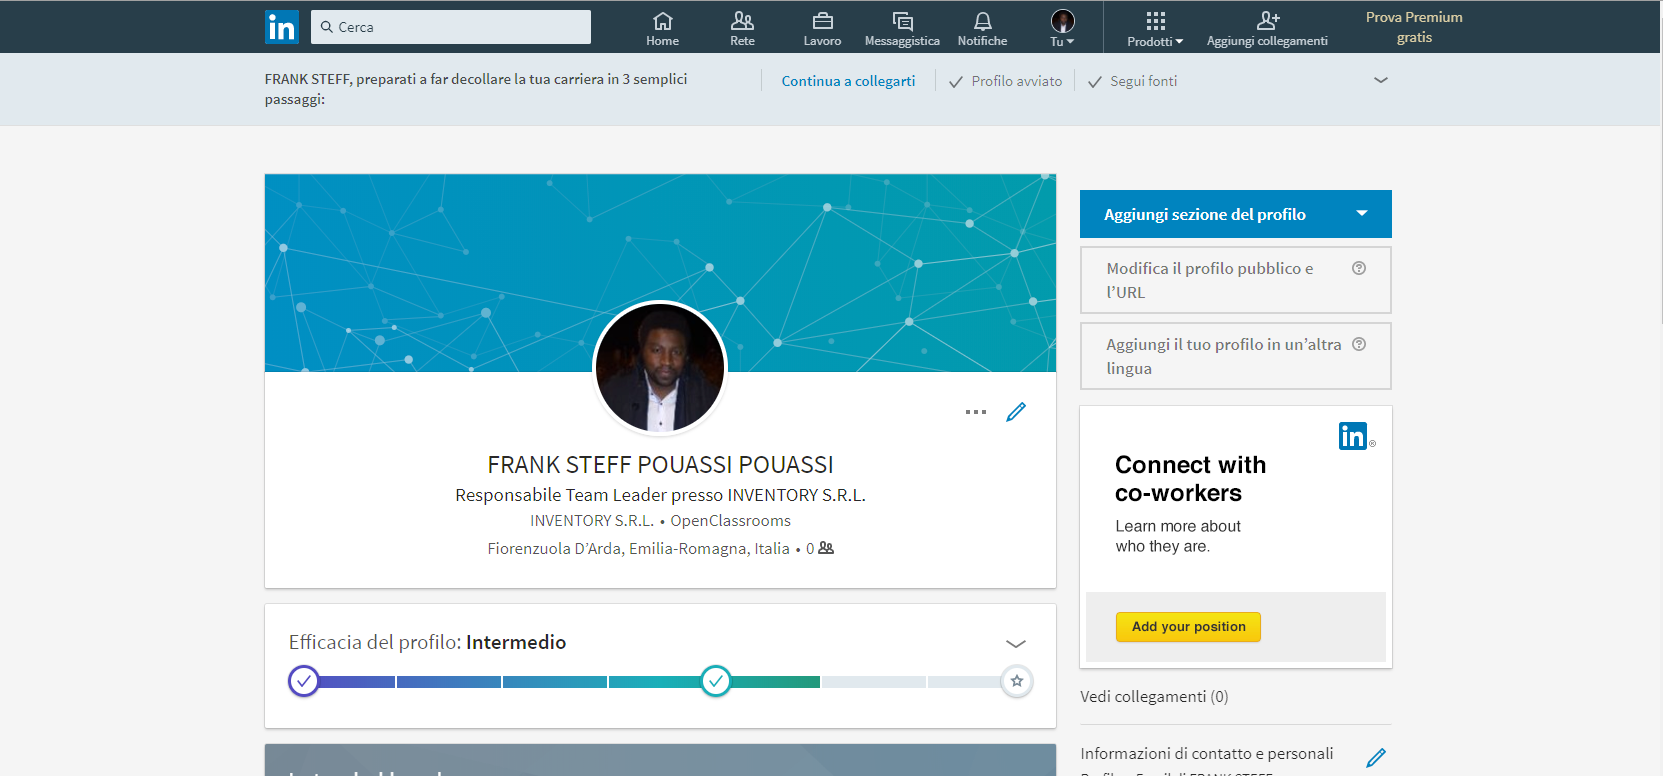 in
Cerca
Home
Rete
Lavoro
Messaggistica
Notifiche
Tu
Prodotti
Aggiungi collegamenti
Prova Premium
gratis
FRANK STEFF, preparati a far decollare la tua carriera in 3 semplici
passaggi:
Continua a collegarti
Profilo avviato
Segui fonti
FRANK STEFF POUASSI POUASSI
Responsabile Team Leader presso INVENTORY S.R.L.
INVENTORY S.R.L. • OpenClassrooms
Fiorenzuola D'Arda, Emilia-Romagna, Italia • 0
Efficacia del profilo: Intermedio
Aggiungi sezione del profilo
Modifica il profilo pubblico e
l'URL
Aggiungi il tuo profilo in un'altra
lingua
in®
Connect with
co-workers
Learn more about
who they are.
Add your position
Vedi collegamenti (0)
Informazioni di contatto e personali